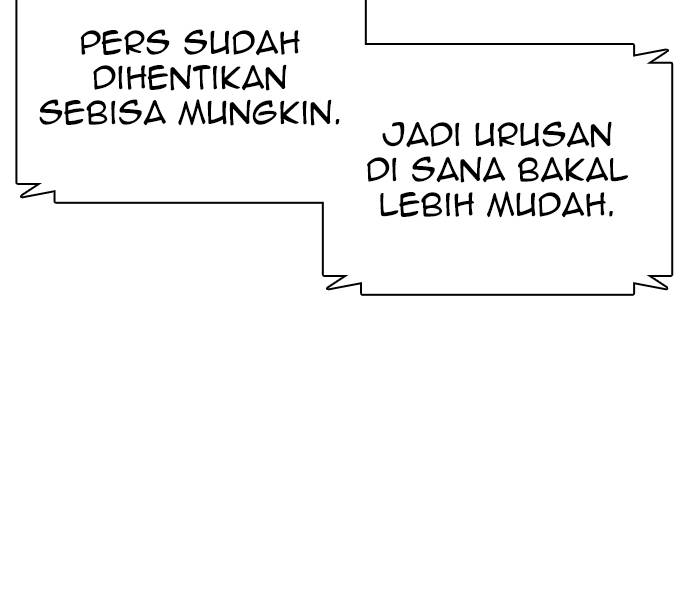 PERS SUDAH
DIHENTIKAN
SEBISA MUNGKIN.
JADI URUSAN
DI SANA BAKAL
LEBIH MUDAH.